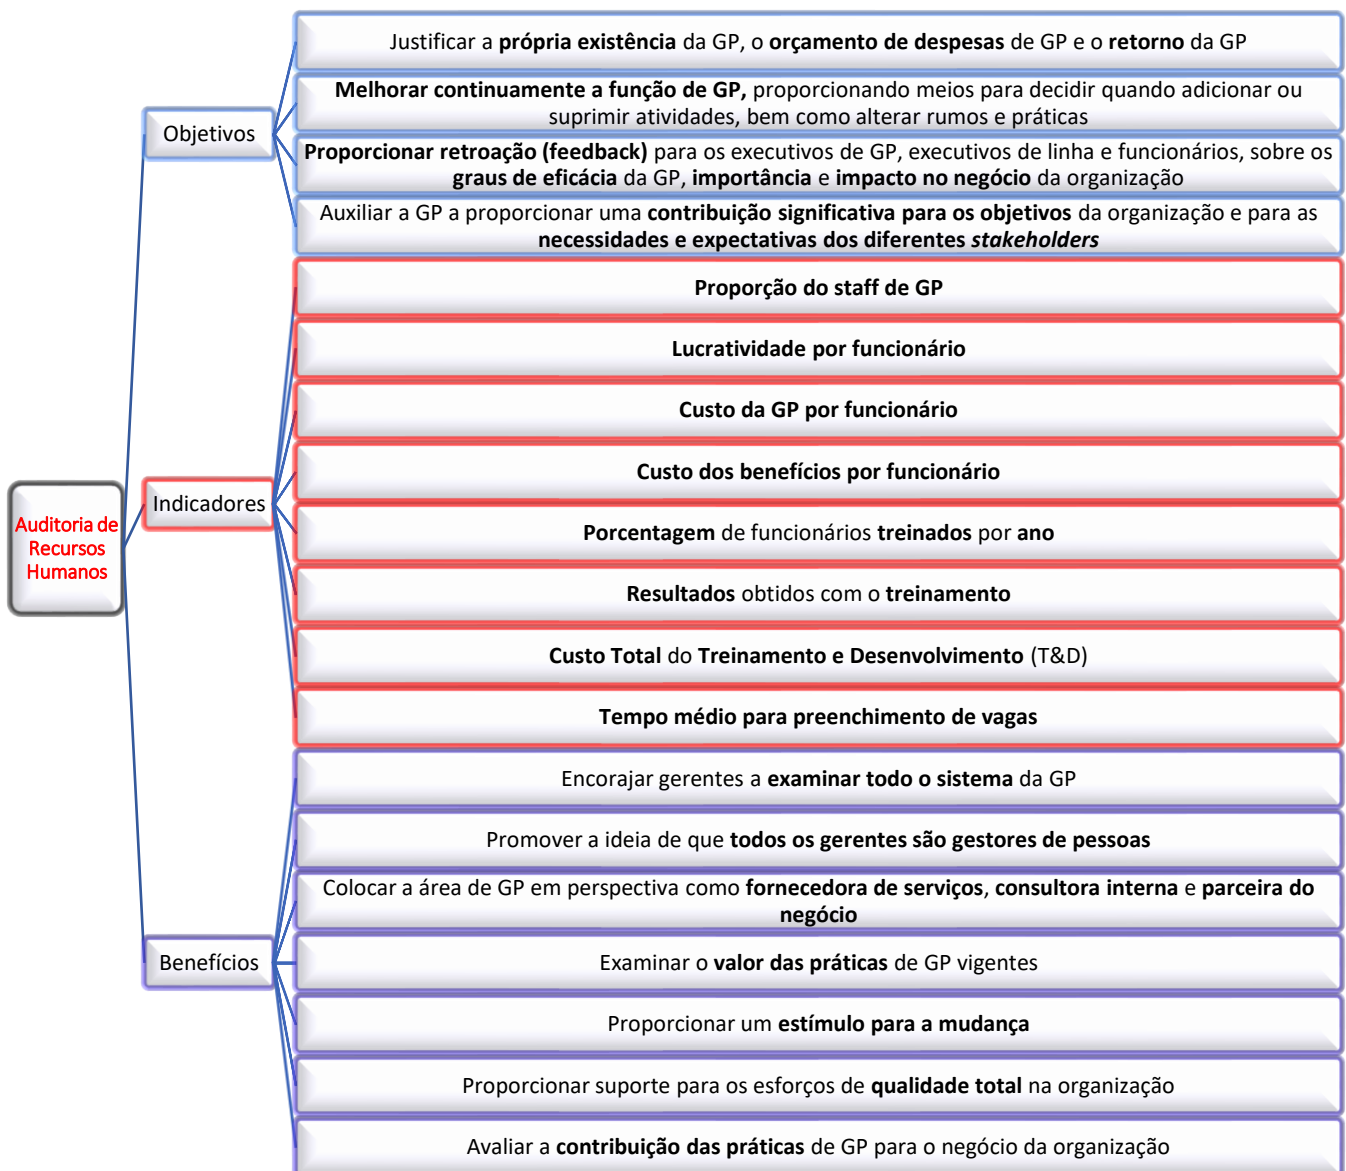 Auditoria de
Recursos
Humanos
Objetivos
Justificar a própria existência da GP, o orçamento de despesas de GP e o retorno da GP
Melhorar continuamente a função de GP, proporcionando meios para decidir quando adicionar ou
suprimir atividades, bem como alterar rumos e práticas
Proporcionar retroação (feedback) para os executivos de GP, executivos de linha e funcionários, sobre os
graus de eficácia da GP, importância e impacto no negócio da organização
Auxiliar a GP a proporcionar uma contribuição significativa para os objetivos da organização e para as
necessidades e expectativas dos diferentes stakeholders
Indicadores
Proporção do staff de GP
Lucratividade por funcionário
Custo da GP por funcionário
Custo dos benefícios por funcionário
Porcentagem de funcionários treinados por ano
Resultados obtidos com o treinamento
Custo Total do Treinamento e Desenvolvimento (T&D)
Tempo médio para preenchimento de vagas
Benefícios
Encorajar gerentes a examinar todo o sistema da GP
Promover a ideia de que todos os gerentes são gestores de pessoas
Colocar a área de GP em perspectiva como fornecedora de serviços, consultora interna e parceira do
negócio
Examinar o valor das práticas de GP vigentes
Proporcionar um estímulo para a mudança
Proporcionar suporte para os esforços de qualidade total na organização
Avaliar a contribuição das práticas de GP para o negócio da organização